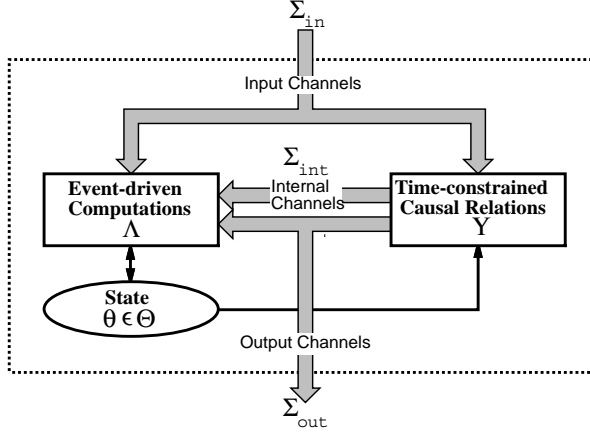 Σin
Input Channels
Σint
Internal
Channels
Event-driven
Computations
Λ
Time-constrained
Causal Relations
Υ
State
θ ϵ Θ
Output Channels
Σout